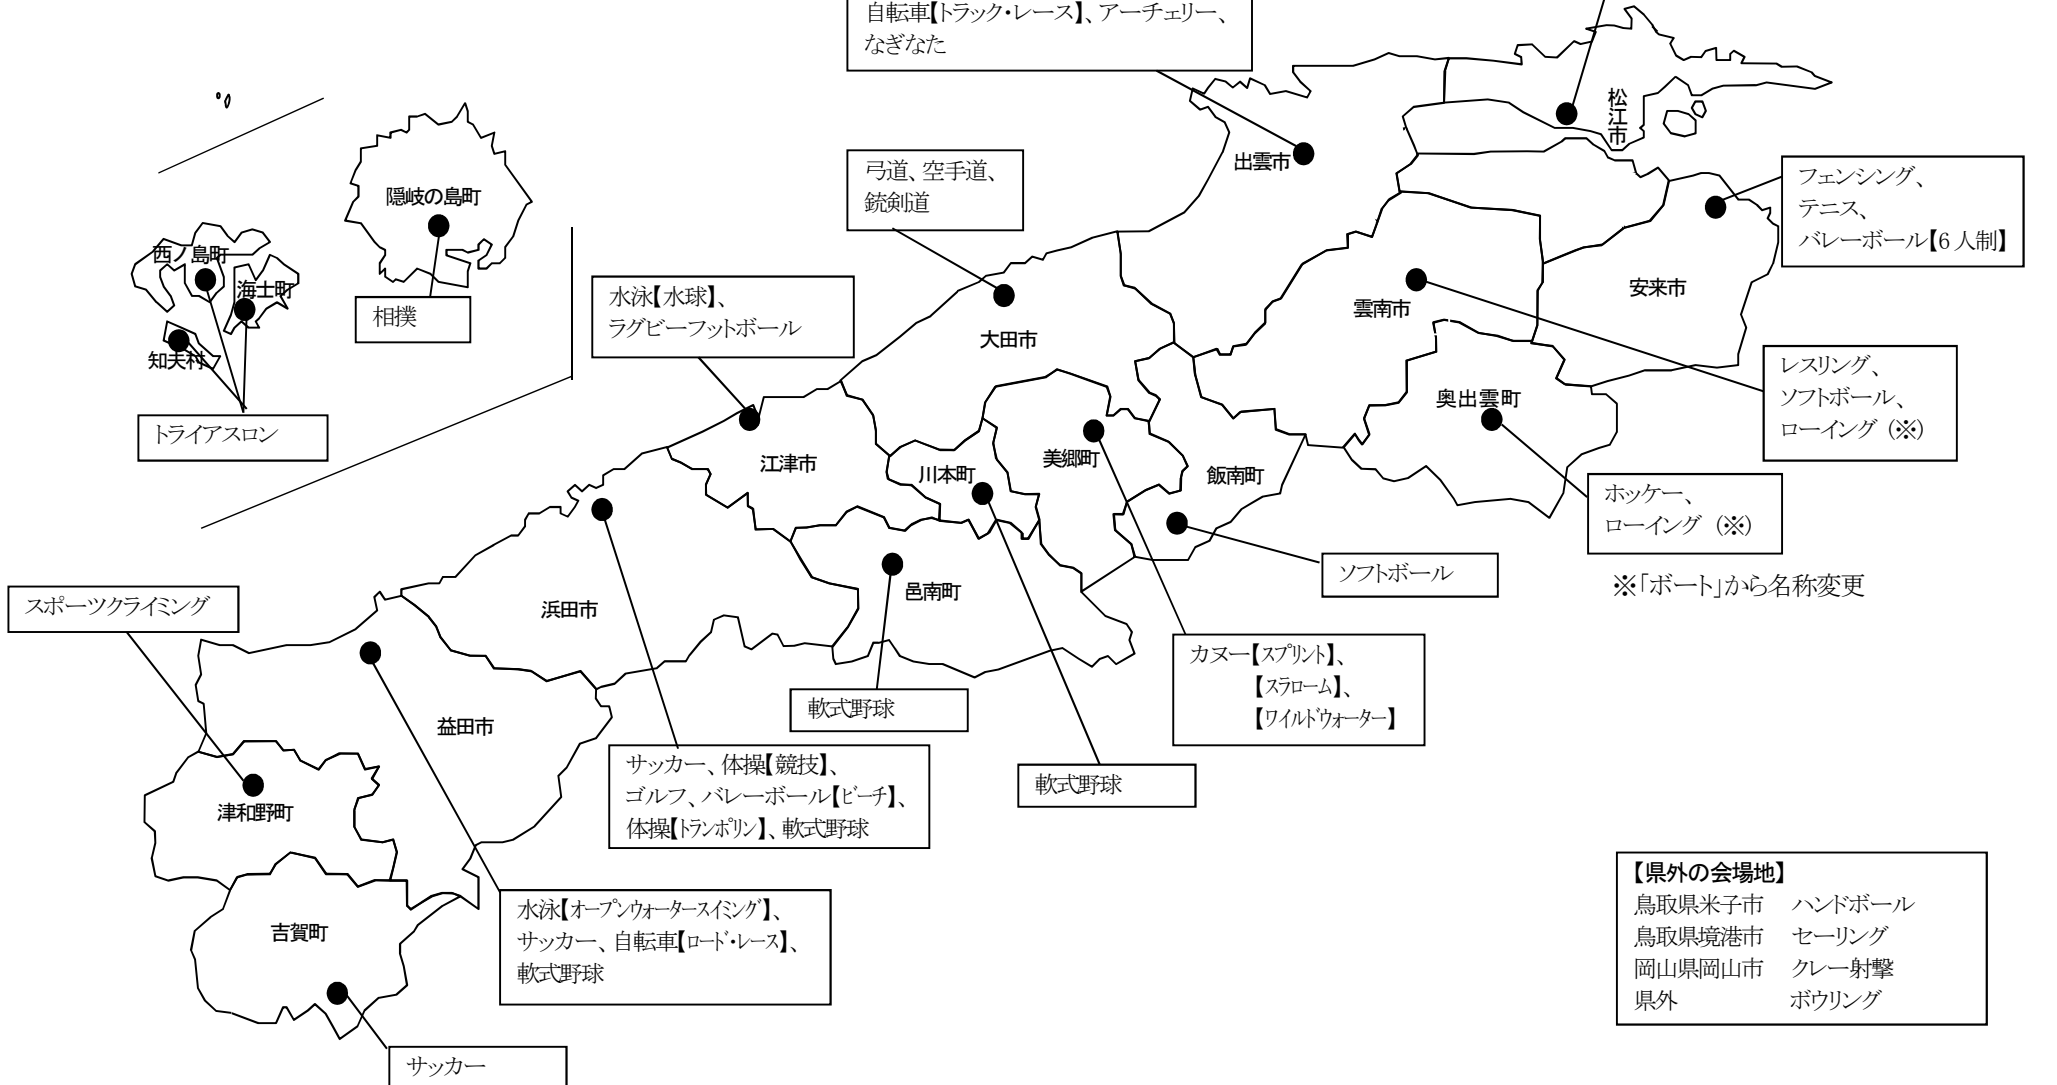 自転車【トラック・レース】、アーチェリー、
なぎなた
松江市
出雲市
弓道、空手道、
銃剣道
フェンシング、
テニス、
バレーボール【6人制】
隠岐の島町
西ノ島町
海士町
知夫村
相撲
トライアスロン
水泳【水球】、
ラグビーフットボール
大田市
雲南市
安来市
レスリング、
ソフトボール、
ローイング（※）
奥出雲町
ホッケー、
ローイング（※）
※「ボート」から名称変更
江津市
川本町
美郷町
飯南町
ソフトボール
スポーツクライミング
浜田市
邑南町
カヌー【スプリント】、
【スラローム】、
【ワイルドウォーター】
軟式野球
益田市
サッカー、体操【競技】、
ゴルフ、バレーボール【ビーチ】、
体操【トランポリン】、軟式野球
軟式野球
津和野町
水泳【オープンウォータースイミング】、
サッカー、自転車【ロード・レース】、
軟式野球
吉賀町
サッカー
【県外の会場地】
鳥取県米子市　ハンドボール
鳥取県境港市　セーリング
岡山県岡山市　クレー射撃
県外　ボウリング